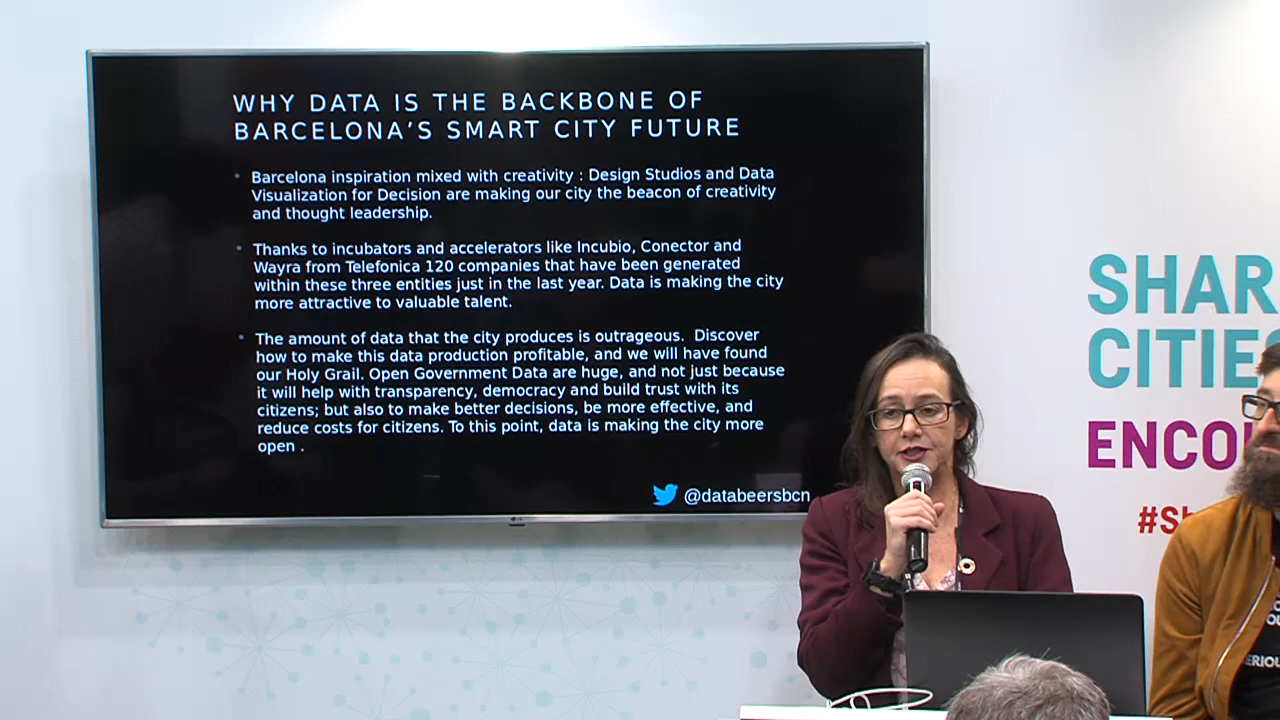 WHY DATA IS THE BACKBONE OF
BARCELONA'S SMART CITY FUTURE
• Barcelona inspiration mixed with creativity : Design Studios and Data
Visualization for Decision are making our city the beacon of creativity
and thought leadership.
• Thanks to incubators and accelerators like Incubio, Conector and
Wayra from Telefonica 120 companies that have been generated
within these three entities just in the last year. Data is making the city
more attractive to valuable talent.
• The amount of data that the city produces is outrageous.  Discover
how to make this data production profitable, and we will have found
our Holy Grail. Open Government Data are huge, and not just because
it will help with transparency, democracy and build trust with its
citizens; but also to make better decisions, be more effective, and
reduce costs for citizens. To this point, data is making the city more
open .
@databeersbcn
LG
SHAR
CITIE
ENCO
#S